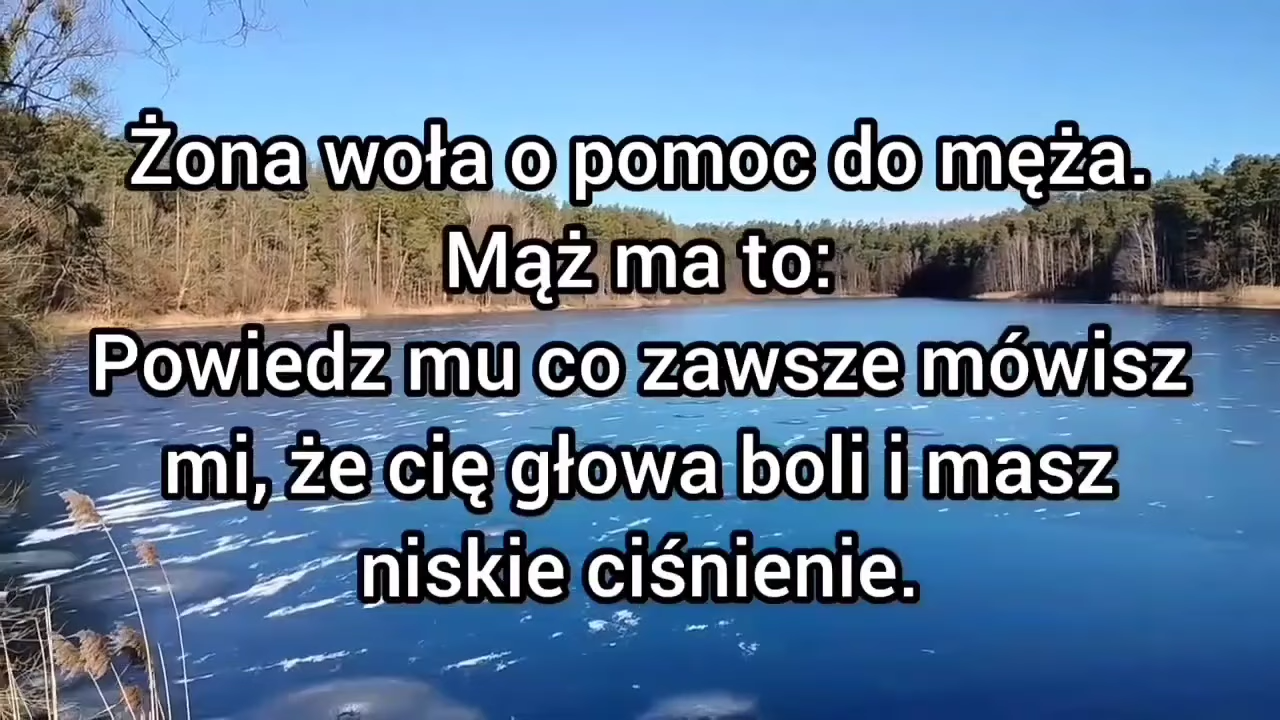 Żona woła o pomoc do męża.
Mąż ma to:
Powiedz mu co zawsze mówisz
mi, że cię głowa boli i masz
niskie ciśnienie.